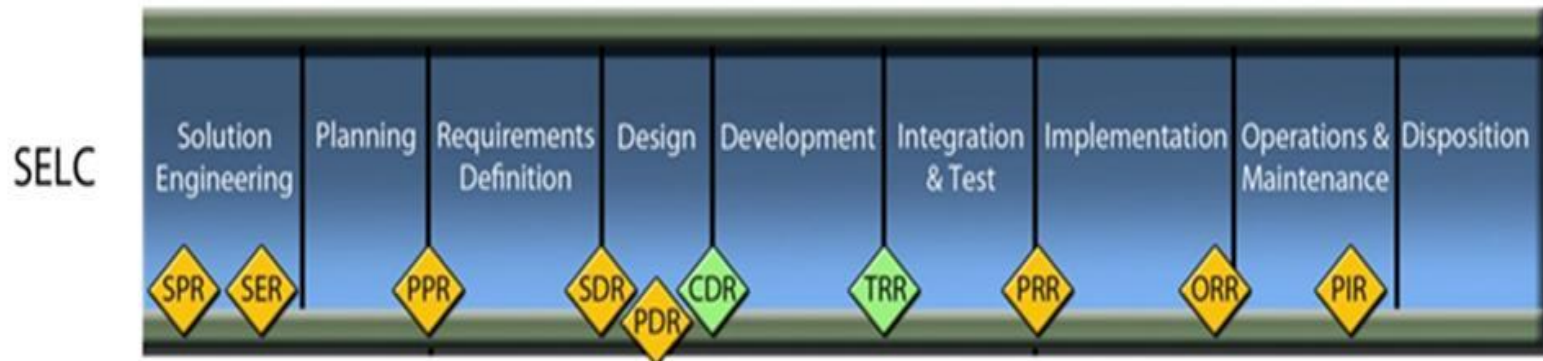 SELC
Solution
Engineering
Planning
Requirements
Definition
Design
Development
Integration
& Test
Implementation
Operations &
Maintenance
Disposition
SPR
SER
PPR
SDR
PDR
CDR
TRR
PRR
ORR
PIR